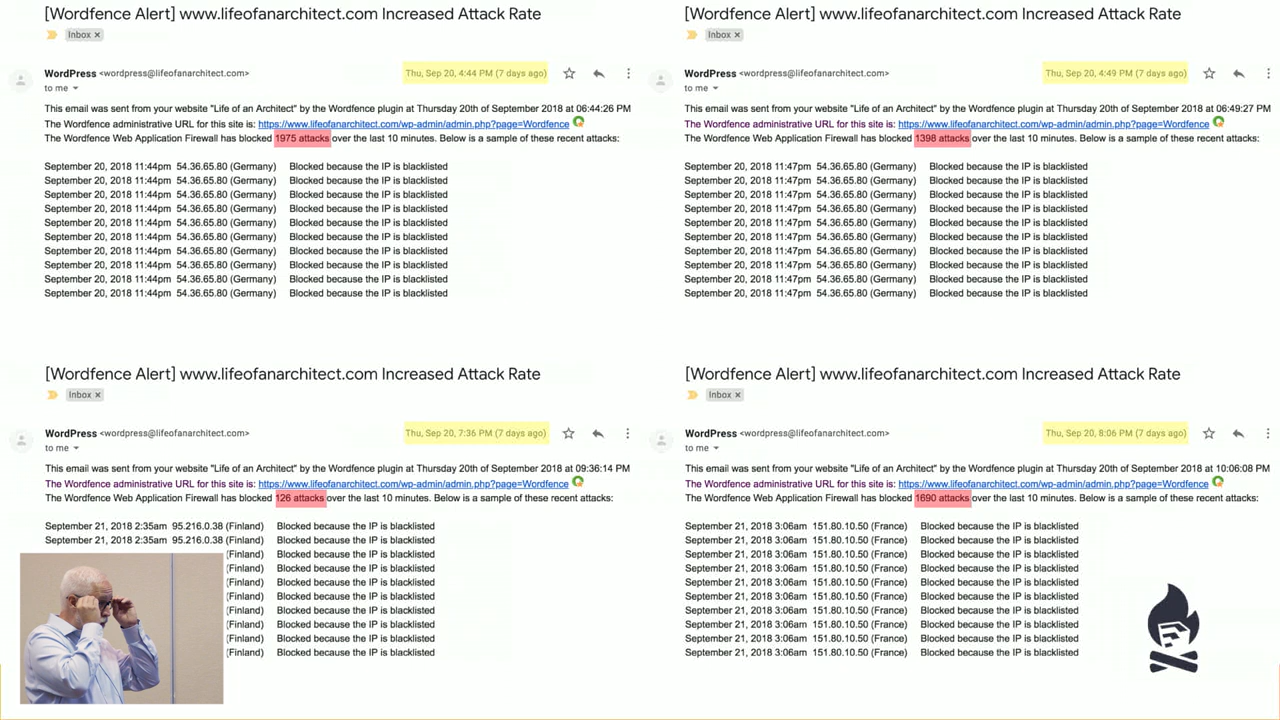 [Wordfence Alert] www.lifeofanarchitect.com Increased Attack Rate
Inbox ×
WordPress <wordpress@lifeofanarchitect.com>
Thu, Sep 20, 4:44 PM (7 days ago)
to me
This email was sent from your website "Life of an Architect" by the Wordfence plugin at Thursday 20th of September 2018 at 06:44:26 PM
The Wordfence administrative URL for this site is: https://www.lifeofanarchitect.com/wp-admin/admin.php?page=Wordfence
The Wordfence Web Application Firewall has blocked 1975 attacks over the last 10 minutes. Below is a sample of these recent attacks:
September 20, 2018 11:44pm 54.36.65.80 (Germany) Blocked because the IP is blacklisted
September 20, 2018 11:44pm 54.36.65.80 (Germany) Blocked because the IP is blacklisted
September 20, 2018 11:44pm 54.36.65.80 (Germany) Blocked because the IP is blacklisted
September 20, 2018 11:44pm 54.36.65.80 (Germany) Blocked because the IP is blacklisted
September 20, 2018 11:44pm 54.36.65.80 (Germany) Blocked because the IP is blacklisted
September 20, 2018 11:44pm 54.36.65.80 (Germany) Blocked because the IP is blacklisted
September 20, 2018 11:44pm 54.36.65.80 (Germany) Blocked because the IP is blacklisted
September 20, 2018 11:44pm 54.36.65.80 (Germany) Blocked because the IP is blacklisted
September 20, 2018 11:44pm 54.36.65.80 (Germany) Blocked because the IP is blacklisted
September 20, 2018 11:44pm 54.36.65.80 (Germany) Blocked because the IP is blacklisted
[Wordfence Alert] www.lifeofanarchitect.com Increased Attack Rate
Inbox ×
WordPress <wordpress@lifeofanarchitect.com>
Thu, Sep 20, 4:49 PM (7 days ago)
to me
This email was sent from your website "Life of an Architect" by the Wordfence plugin at Thursday 20th of September 2018 at 06:49:27 PM
The Wordfence administrative URL for this site is: https://www.lifeofanarchitect.com/wp-admin/admin.php?page=Wordfence
The Wordfence Web Application Firewall has blocked 1398 attacks over the last 10 minutes. Below is a sample of these recent attacks:
September 20, 2018 11:47pm 54.36.65.80 (Germany) Blocked because the IP is blacklisted
September 20, 2018 11:47pm 54.36.65.80 (Germany) Blocked because the IP is blacklisted
September 20, 2018 11:47pm 54.36.65.80 (Germany) Blocked because the IP is blacklisted
September 20, 2018 11:47pm 54.36.65.80 (Germany) Blocked because the IP is blacklisted
September 20, 2018 11:47pm 54.36.65.80 (Germany) Blocked because the IP is blacklisted
September 20, 2018 11:47pm 54.36.65.80 (Germany) Blocked because the IP is blacklisted
September 20, 2018 11:47pm 54.36.65.80 (Germany) Blocked because the IP is blacklisted
September 20, 2018 11:47pm 54.36.65.80 (Germany) Blocked because the IP is blacklisted
September 20, 2018 11:47pm 54.36.65.80 (Germany) Blocked because the IP is blacklisted
September 20, 2018 11:47pm 54.36.65.80 (Germany) Blocked because the IP is blacklisted
[Wordfence Alert] www.lifeofanarchitect.com Increased Attack Rate
Inbox ×
WordPress <wordpress@lifeofanarchitect.com>
Thu, Sep 20, 7:36 PM (7 days ago)
to me
This email was sent from your website "Life of an Architect" by the Wordfence plugin at Thursday 20th of September 2018 at 09:36:14 PM
The Wordfence administrative URL for this site is: https://www.lifeofanarchitect.com/wp-admin/admin.php?page=Wordfence
The Wordfence Web Application Firewall has blocked 126 attacks over the last 10 minutes. Below is a sample of these recent attacks:
September 21, 2018 2:35am 95.216.0.38 (Finland) Blocked because the IP is blacklisted
September 21, 2018 2:35am 95.216.0.38 (Finland) Blocked because the IP is blacklisted
(Finland) Blocked because the IP is blacklisted
(Finland) Blocked because the IP is blacklisted
(Finland) Blocked because the IP is blacklisted
(Finland) Blocked because the IP is blacklisted
(Finland) Blocked because the IP is blacklisted
(Finland) Blocked because the IP is blacklisted
(Finland) Blocked because the IP is blacklisted
(Finland) Blocked because the IP is blacklisted
[Wordfence Alert] www.lifeofanarchitect.com Increased Attack Rate
Inbox ×
WordPress <wordpress@lifeofanarchitect.com>
Thu, Sep 20, 8:06 PM (7 days ago)
to me
This email was sent from your website "Life of an Architect" by the Wordfence plugin at Thursday 20th of September 2018 at 10:06:08 PM
The Wordfence administrative URL for this site is: https://www.lifeofanarchitect.com/wp-admin/admin.php?page=Wordfence
The Wordfence Web Application Firewall has blocked 1690 attacks over the last 10 minutes. Below is a sample of these recent attacks:
September 21, 2018 3:06am 151.80.10.50 (France) Blocked because the IP is blacklisted
September 21, 2018 3:06am 151.80.10.50 (France) Blocked because the IP is blacklisted
September 21, 2018 3:06am 151.80.10.50 (France) Blocked because the IP is blacklisted
September 21, 2018 3:06am 151.80.10.50 (France) Blocked because the IP is blacklisted
September 21, 2018 3:06am 151.80.10.50 (France) Blocked because the IP is blacklisted
September 21, 2018 3:06am 151.80.10.50 (France) Blocked because the IP is blacklisted
September 21, 2018 3:06am 151.80.10.50 (France) Blocked because the IP is blacklisted
September 21, 2018 3:06am 151.80.10.50 (France) Blocked because the IP is blacklisted
September 21, 2018 3:06am 151.80.10.50 (France) Blocked because the IP is blacklisted
September 21, 2018 3:06am 151.80.10.50 (France) Blocked because the IP is blacklisted